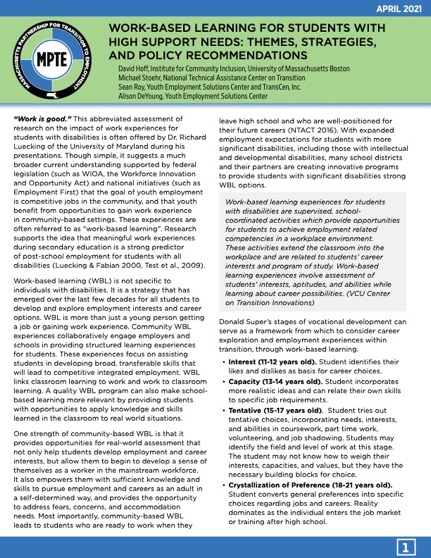 APRIL 2021
MASSACHUSETTS PARTNERSHIP FOR TRANSITION TO EMPLOYMENT
MPTE
WORK-BASED LEARNING FOR STUDENTS WITH
HIGH SUPPORT NEEDS: THEMES, STRATEGIES,
AND POLICY RECOMMENDATIONS
David Hoff, Institute for Community Inclusion, University of Massachusetts Boston
Michael Stoehr, National Technical Assistance Center on Transition
Sean Roy, Youth Employment Solutions Center and TransCen, Inc.
Alison DeYoung, Youth Employment Solutions Center
"Work is good." This abbreviated assessment of
research on the impact of work experiences for
students with disabilities is often offered by Dr. Richard
Luecking of the University of Maryland during his
presentations. Though simple, it suggests a much
broader current understanding supported by federal
legislation (such as WIOA, the Workforce Innovation
and Opportunity Act) and national initiatives (such as
Employment First) that the goal of youth employment
is competitive jobs in the community, and that youth
benefit from opportunities to gain work experience
in community-based settings. These experiences are
often referred to as "work-based learning". Research
supports the idea that meaningful work experiences
during secondary education is a strong predictor
of post-school employment for students with all
disabilities (Luecking & Fabian 2000, Test et al., 2009).
Work-based learning (WBL) is not specific to
individuals with disabilities. It is a strategy that has
emerged over the last few decades for all students to
develop and explore employment interests and career
options. WBL is more than just a young person getting
a job or gaining work experience. Community WBL
experiences collaboratively engage employers and
schools in providing structured learning experiences
for students. These experiences focus on assisting
students in developing broad, transferable skills that
will lead to competitive integrated employment. WBL
links classroom learning to work and work to classroom
learning. A quality WBL program can also make school-
based learning more relevant by providing students
with opportunities to apply knowledge and skills
learned in the classroom to real world situations.
One strength of community-based WBL is that it
provides opportunities for real-world assessment that
not only help students develop employment and career
interests, but allow them to begin to develop a sense of
themselves as a worker in the mainstream workforce.
It also empowers them with sufficient knowledge and
skills to pursue employment and careers as an adult in
a self-determined way, and provides the opportunity
to address fears, concerns, and accommodation
needs. Most importantly, community-based WBL
leads to students who are ready to work when they
leave high school and who are well-positioned for
their future careers (NTACT 2016). With expanded
employment expectations for students with more
significant disabilities, including those with intellectual
and developmental disabilities, many school districts
and their partners are creating innovative programs
to provide students with significant disabilities strong
WBL options.
Work-based learning experiences for students
with disabilities are supervised, school-
coordinated activities which provide opportunities
for students to achieve employment related
competencies in a workplace environment.
These activities extend the classroom into the
workplace and are related to students' career
interests and program of study. Work-based
learning experiences involve assessment of
students' interests, aptitudes, and abilities while
learning about career possibilities. (VCU Center
on Transition Innovations)
Donald Super's stages of vocational development can
serve as a framework from which to consider career
exploration and employment experiences within
transition, through work-based learning.
• Interest (11-12 years old). Student identifies their
likes and dislikes as basis for career choices.
• Capacity (13-14 years old). Student incorporates
more realistic ideas and can relate their own skills
to specific job requirements.
• Tentative (15-17 years old). Student tries out
tentative choices, incorporating needs, interests,
and abilities in coursework, part time work,
volunteering, and job shadowing. Students may
identify the field and level of work at this stage.
The student may not know how to weigh their
interests, capacities, and values, but they have the
necessary building blocks for choice.
• Crystallization of Preference (18-21 years old).
Student converts general preferences into specific
choices regarding jobs and careers. Reality
dominates as the individual enters the job market
or training after high school.
1